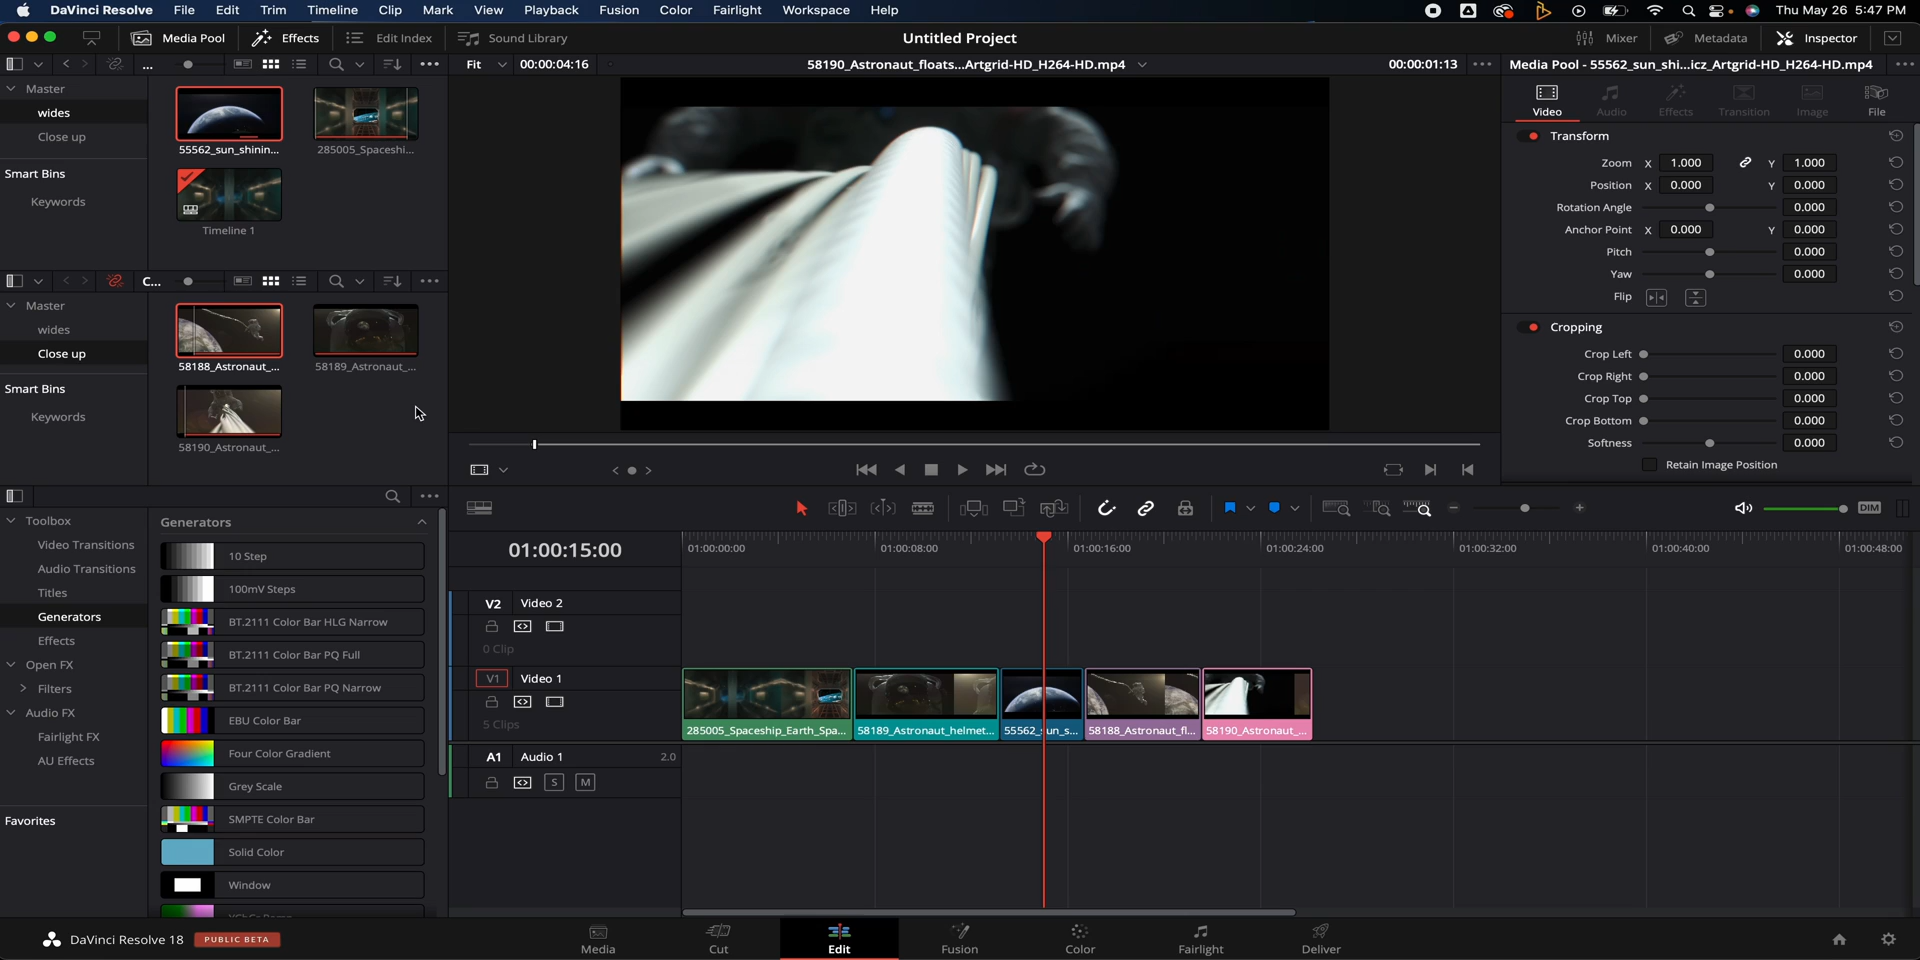 DaVinci Resolve File Edit Trim Timeline Clip Mark View Playback Fusion Color Fairlight Workspace Help Thu May 26 5:47 PM
Media Pool Effects Edit Index Sound Library Untitled Project Mixer Metadata Inspector
... Fit 00:00:04:16 58190_Astronaut_floats...Artgrid-HD_H264-HD.mp4 00:00:01:13 Media Pool - 55562_sun_shi...icz_Artgrid-HD_H264-HD.mp4
Master
wides
Close up
Smart Bins
Keywords
55562_sun_shinin...
285005_Spaceshi...
Timeline 1
C...
Master
wides
Close up
Smart Bins
Keywords
58188_Astronaut_...
58189_Astronaut_...
58190_Astronaut_...
Video Audio Effects Transition Image File
Transform
Zoom X 1.000 Y 1.000
Position X 0.000 Y 0.000
Rotation Angle 0.000
Anchor Point X 0.000 Y 0.000
Pitch 0.000
Yaw 0.000
Flip
Cropping
Crop Left 0.000
Crop Right 0.000
Crop Top 0.000
Crop Bottom 0.000
Softness 0.000
Retain Image Position
Toolbox
Video Transitions
Audio Transitions
Titles
Generators
Effects
Open FX
Filters
Audio FX
Fairlight FX
AU Effects
Favorites
Generators
10 Step
100mV Steps
BT.2111 Color Bar HLG Narrow
BT.2111 Color Bar PQ Full
BT.2111 Color Bar PQ Narrow
EBU Color Bar
Four Color Gradient
Grey Scale
SMPTE Color Bar
Solid Color
Window
DIM
01:00:15:00 01:00:00:00 01:00:08:00 01:00:16:00 01:00:24:00 01:00:32:00 01:00:40:00 01:00:48:00
V2 Video 2
0 Clip
V1 Video 1
5 Clips
285005_Spaceship_Earth_Spa... 58189_Astronaut_helmet... 55562_sun_s... 58188_Astronaut_fl... 58190_Astronaut_...
A1 Audio 1 2.0
S M
DaVinci Resolve 18 PUBLIC BETA Media Cut Edit Fusion Color Fairlight Deliver